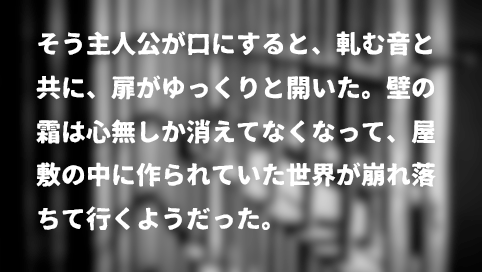 そう主人公が口にすると、軋む音と
共に、扉がゆっくりと開いた。壁の
霜は心無しか消えてなくなって、屋
敷の中に作られていた世界が崩れ落
ちて行くようだった。